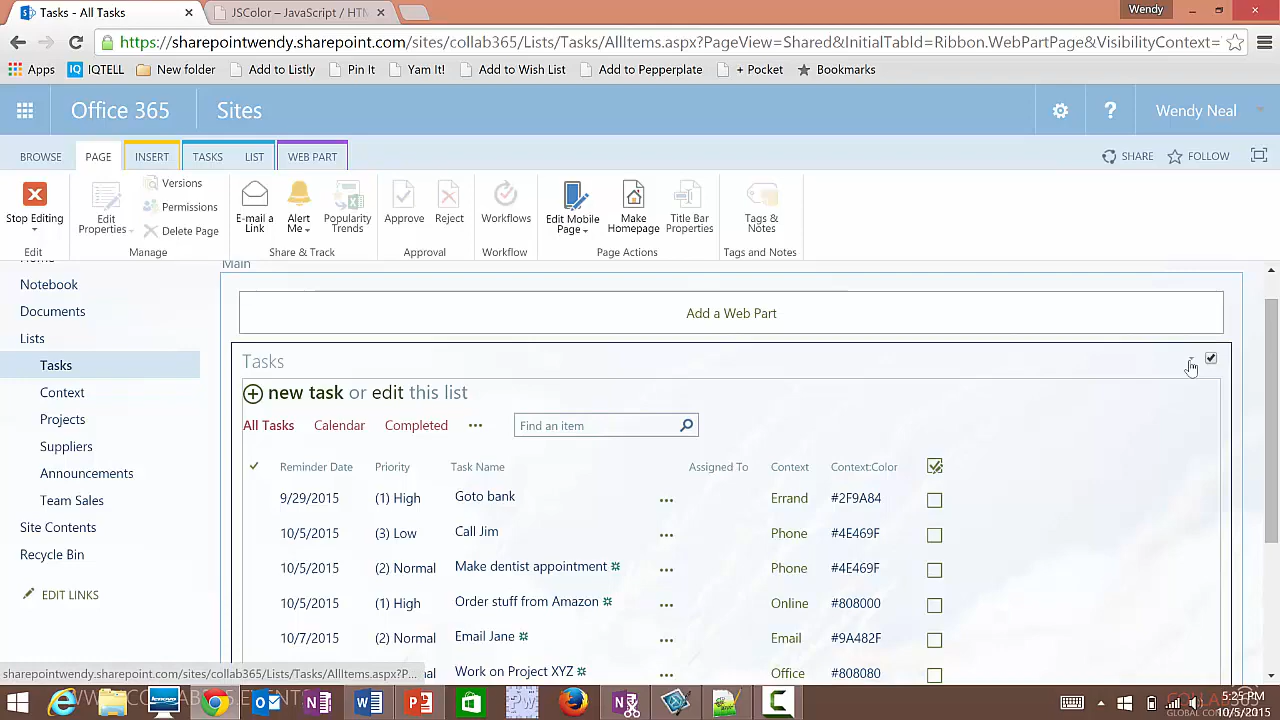 Tasks - All Tasks
JSColor – JavaScript / HTM
Wendy
https://sharepointwendy.sharepoint.com/sites/collab365/Lists/Tasks/AllItems.aspx?PageView=Shared&InitialTabId=Ribbon.WebPartPage&VisibilityContext=
Apps IQ IQTELL New folder Add to Listly Pin It Yam It! Add to Wish List Add to Pepperplate + Pocket Bookmarks
Office 365 Sites ? Wendy Neal
BROWSE PAGE INSERT TASKS LIST WEB PART SHARE FOLLOW
Stop Editing
Edit
Edit Properties
Versions
Permissions
Delete Page
Manage
E-mail a Link
Alert Me
Popularity Trends
Share & Track
Approve
Reject
Approval
Workflows
Workflow
Edit Mobile Page
Make Homepage
Title Bar Properties
Page Actions
Tags & Notes
Tags and Notes
Home
Notebook
Documents
Lists
Tasks
Context
Projects
Suppliers
Announcements
Team Sales
Site Contents
Recycle Bin
EDIT LINKS
Main
Add a Web Part
Tasks
new task or edit this list
All Tasks Calendar Completed ••• Find an item
Reminder Date Priority Task Name Assigned To Context Context:Color
9/29/2015 (1) High Goto bank ••• Errand #2F9A84
10/5/2015 (3) Low Call Jim ••• Phone #4E469F
10/5/2015 (2) Normal Make dentist appointment ••• Phone #4E469F
10/5/2015 (1) High Order stuff from Amazon ••• Online #808000
10/7/2015 (2) Normal Email Jane ••• Email #9A482F
Work on Project XYZ ••• Office #808080
sharepointwendy.sharepoint.com/sites/collab365/Lists/Tasks/AllItems.aspx?P...
5:25 PM
10/5/2015